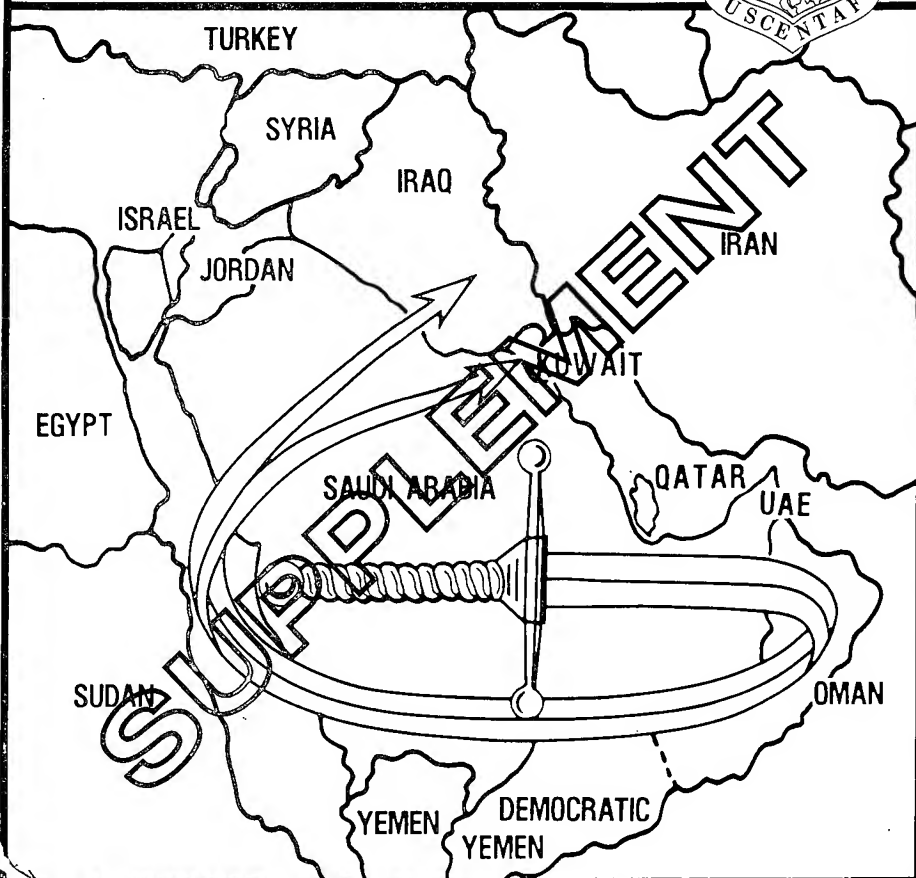 USCENTAF
TURKEY
SYRIA
IRAQ
ISRAEL
IRAN
JORDAN
KUWAIT
EGYPT
SAUDI ARABIA
QATAR
UAE
SUPPLEMENT
SUDAN
OMAN
YEMEN
DEMOCRATIC
YEMEN